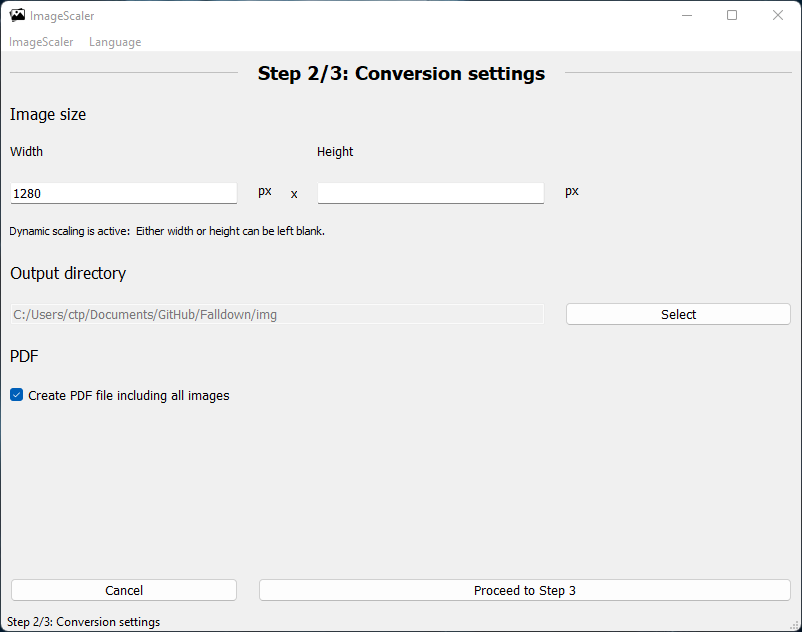 ImageScaler
ImageScaler Language
Step 2/3: Conversion settings
Image size
Width Height
1280 px x px
Dynamic scaling is active: Either width or height can be left blank.
Output directory
C:/Users/ctp/Documents/GitHub/Falldown/img Select
PDF
Create PDF file including all images
Cancel Proceed to Step 3
Step 2/3: Conversion settings